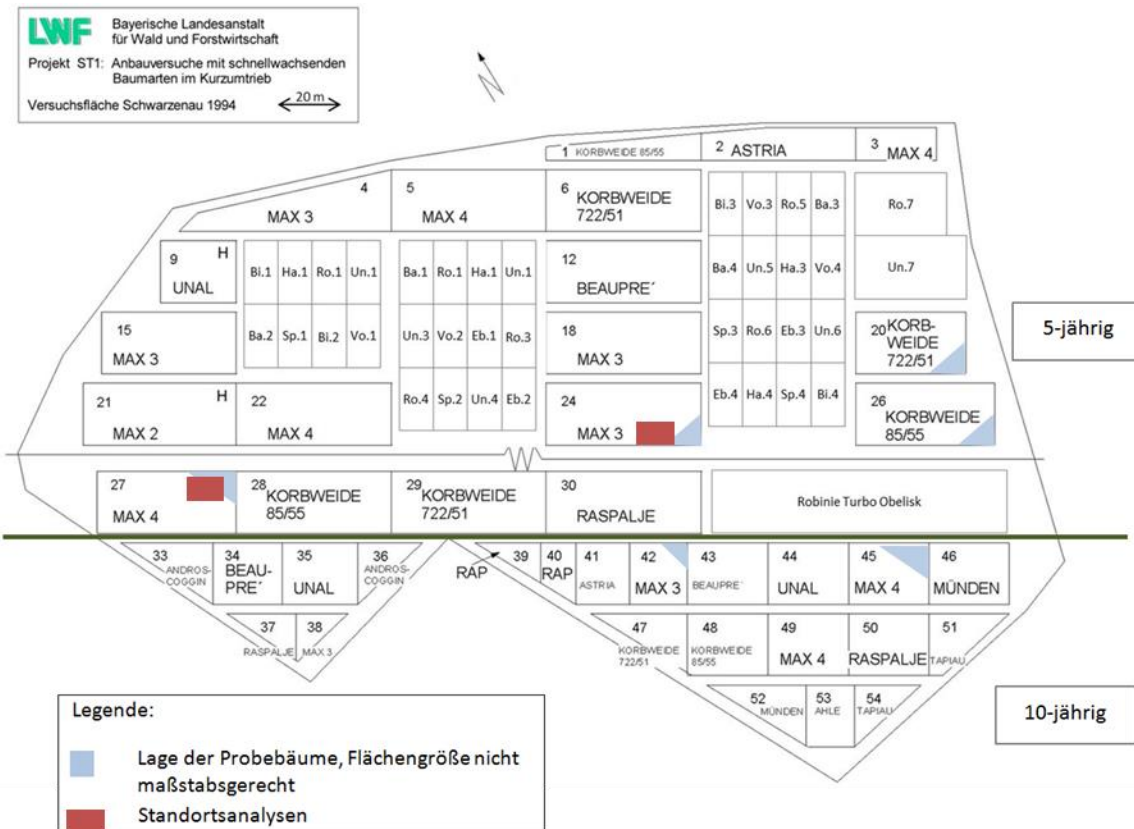 LWF
Bayerische Landesanstalt
für Wald und Forstwirtschaft
Projekt ST1: Anbauversuche mit schnellwachsenden
Baumarten im Kurzumtrieb
Versuchsfläche Schwarzenau 1994
20 m
N
1 KORBWEIDE 85/55
2 ASTRIA
3 MAX 4
4
MAX 3
5
MAX 4
6 KORBWEIDE
722/51
Bi.3 Vo.3 Ro.5 Ba.3
Ro.7
9 H
UNAL
Bi.1 Ha.1 Ro.1 Un.1
Ba.1 Ro.1 Ha.1 Un.1
12
BEAUPRE´
Ba.4 Un.5 Ha.3 Vo.4
Un.7
15
MAX 3
Ba.2 Sp.1 Bi.2 Vo.1
Un.3 Vo.2 Eb.1 Ro.3
18
MAX 3
Sp.3 Ro.6 Eb.3 Un.6
20 KORB-
WEIDE
722/51
5-jährig
21 H
MAX 2
22
MAX 4
Ro.4 Sp.2 Un.4 Eb.2
24
MAX 3
Eb.4 Ha.4 Sp.4 Bi.4
26
KORBWEIDE
85/55
27
MAX 4
28 KORBWEIDE
85/55
29 KORBWEIDE
722/51
30
RASPALJE
Robinie Turbo Obelisk
33
ANDROS-
COGGIN
34
BEAU-
PRE´
35
UNAL
36
ANDROS-
COGGIN
RAP
39
40
RAP
41
ASTRIA
42
MAX 3
43
BEAUPRE´
44
UNAL
45
MAX 4
46
MÜNDEN
37
RASPALJE
38
MAX 3
47
KORBWEIDE
722/51
48
KORBWEIDE
85/55
49
MAX 4
50
RASPALJE
51
TAPIAU
52
MÜNDEN
53
AHLE
54
TAPIAU
10-jährig
Legende:
Lage der Probebäume, Flächengröße nicht
maßstabsgerecht
Standortsanalysen